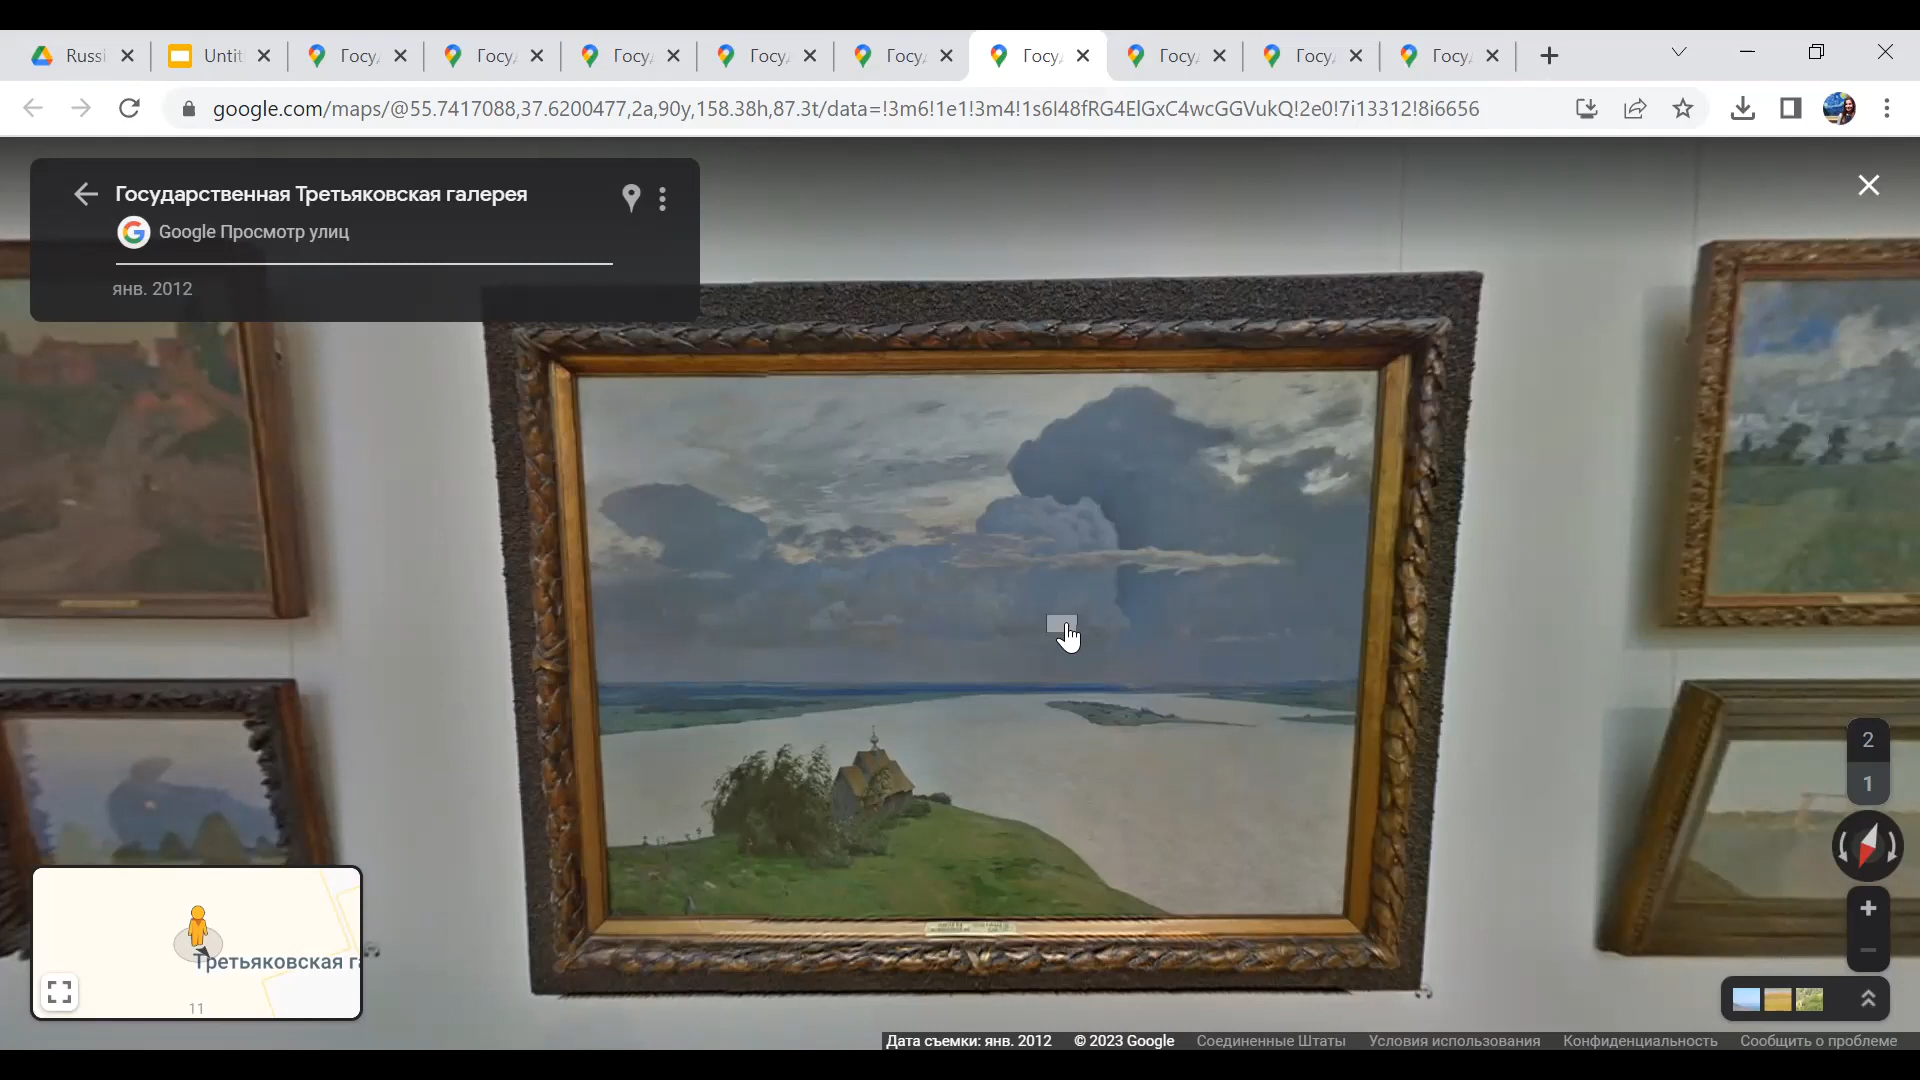 Russi
Untit
Госу
Госу
Госу
Госу
Госу
Госу
Госу
Госу
Госу
google.com/maps/@55.7417088,37.6200477,2a,90y,158.38h,87.3t/data=!3m6!1e1!3m4!1s6I48fRG4ElGxC4wcGGVukQ!2e0!7i13312!8i6656
Государственная Третьяковская галерея
Google Просмотр улиц
янв. 2012
2
1
Третьяковская га
11
Дата съемки: янв. 2012 © 2023 Google Соединенные Штаты Условия использования Конфиденциальность Сообщить о проблеме